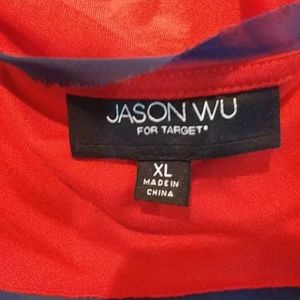 JASON WU
FOR TARGET®
XL
MADE IN
CHINA